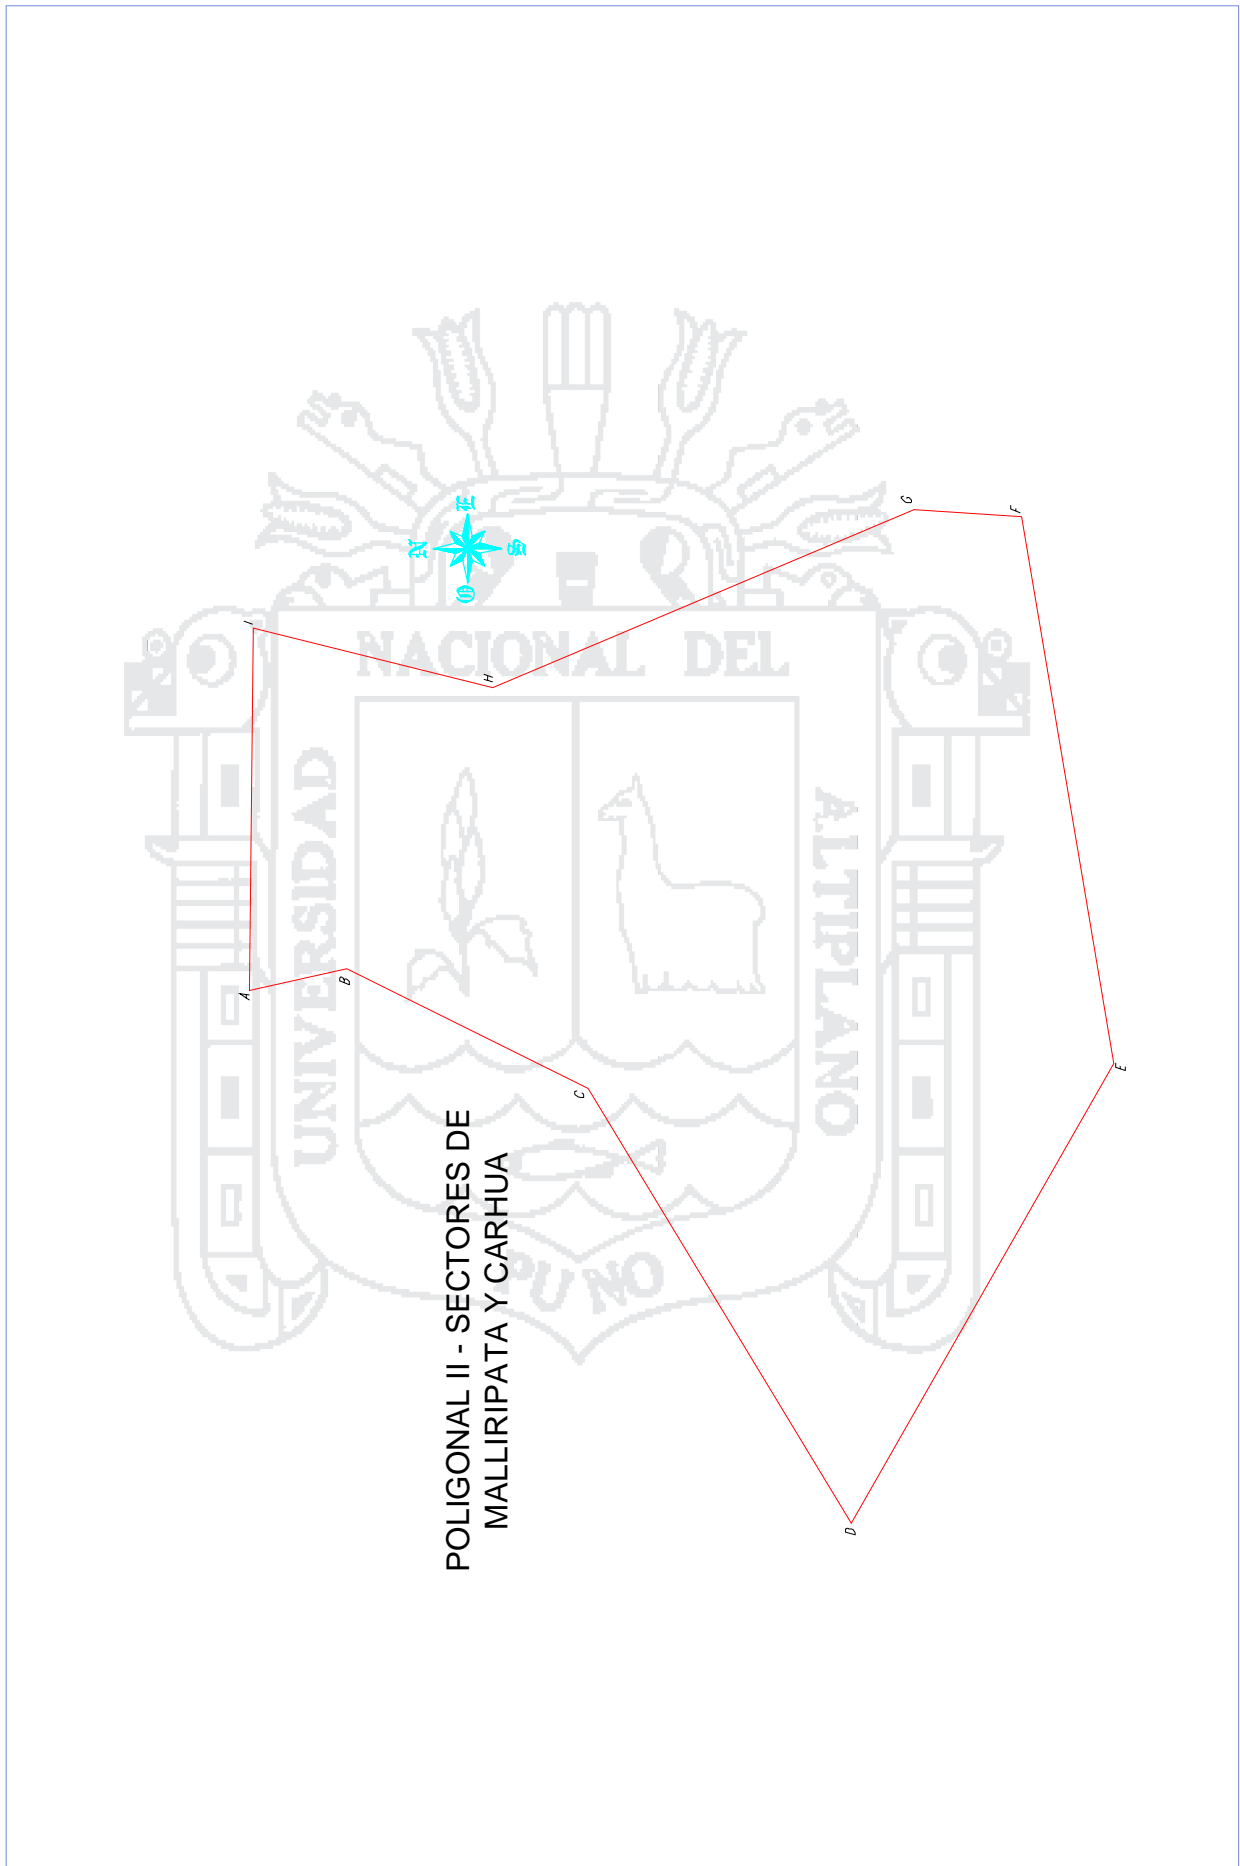 POLIGONAL II - SECTORES DE
MALLIRIPATA Y CARHUA
A
B
C
D
E
F
G
H
I
N
E
S
O
UNIVERSIDAD
NACIONAL DEL
ALTIPLANO
PUNO